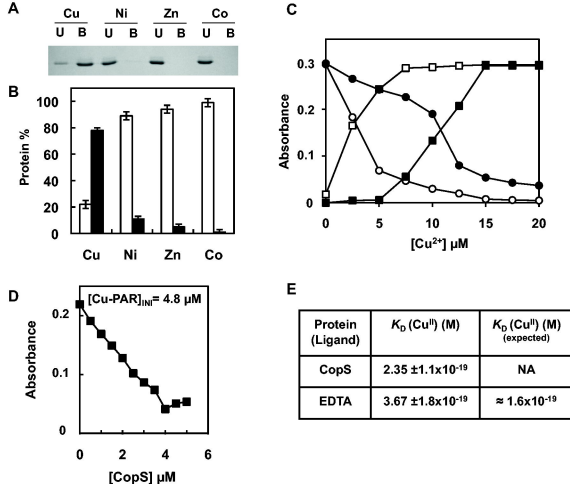 A
Cu Ni Zn Co
U B U B U B U B
B
Protein %
100
80
60
40
20
0
Cu Ni Zn Co
C
Absorbance
0.3
0.2
0.1
0
0 5 10 15 20
[Cu²⁺] µM
D
[Cu-PAR]INI= 4.8 µM
Absorbance
0.2
0.1
0
0 2 4 6
[CopS] µM
E
Protein (Ligand) KD (CuII) (M) KD (CuII) (M) (expected)
CopS 2.35 ±1.1x10⁻¹⁹ NA
EDTA 3.67 ±1.8x10⁻¹⁹ ≈ 1.6x10⁻¹⁹